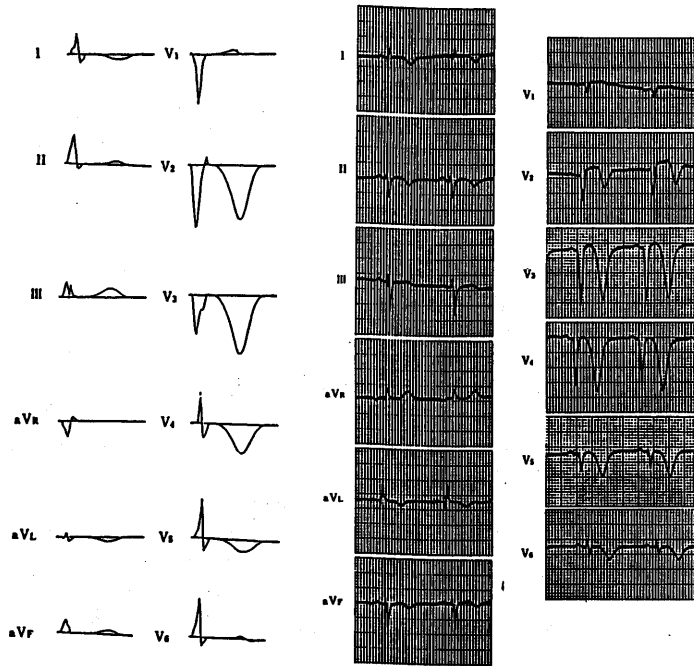 I V₁
II V₂
III V₃
aVR V₄
aVL V₅
aVF V₆
I
II
III
aVR
aVL
aVF
V₁
V₂
V₃
V₄
V₅
V₆